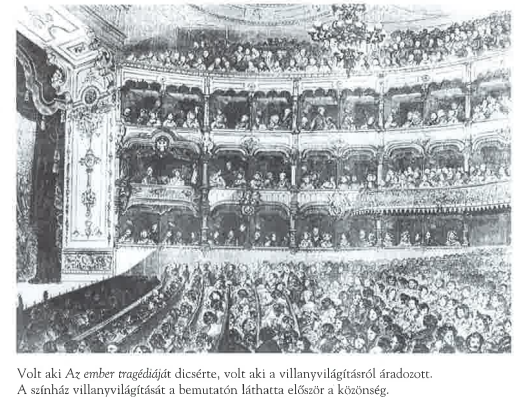 Volt aki Az ember tragédiáját dicsérte, volt aki a villanyvilágításról áradozott.
A színház villanyvilágítását a bemutatón láthatta először a közönség.